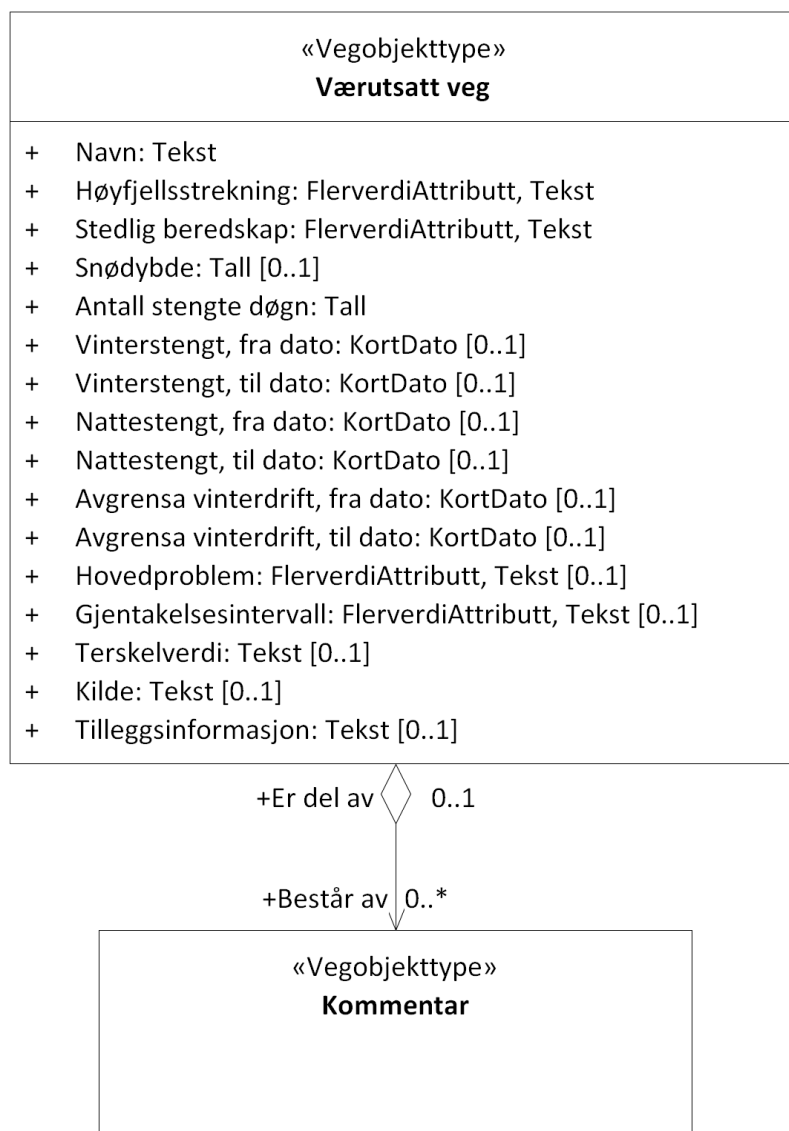 «Vegobjekttype»
Værutsatt veg
+ Navn: Tekst
+ Høyfjellsstrekning: FlerverdiAttributt, Tekst
+ Stedlig beredskap: FlerverdiAttributt, Tekst
+ Snødybde: Tall [0..1]
+ Antall stengte døgn: Tall
+ Vinterstengt, fra dato: KortDato [0..1]
+ Vinterstengt, til dato: KortDato [0..1]
+ Nattestengt, fra dato: KortDato [0..1]
+ Nattestengt, til dato: KortDato [0..1]
+ Avgrensa vinterdrift, fra dato: KortDato [0..1]
+ Avgrensa vinterdrift, til dato: KortDato [0..1]
+ Hovedproblem: FlerverdiAttributt, Tekst [0..1]
+ Gjentakelsesintervall: FlerverdiAttributt, Tekst [0..1]
+ Terskelverdi: Tekst [0..1]
+ Kilde: Tekst [0..1]
+ Tilleggsinformasjon: Tekst [0..1]
+Er del av 0..1
+Består av 0..*
«Vegobjekttype»
Kommentar